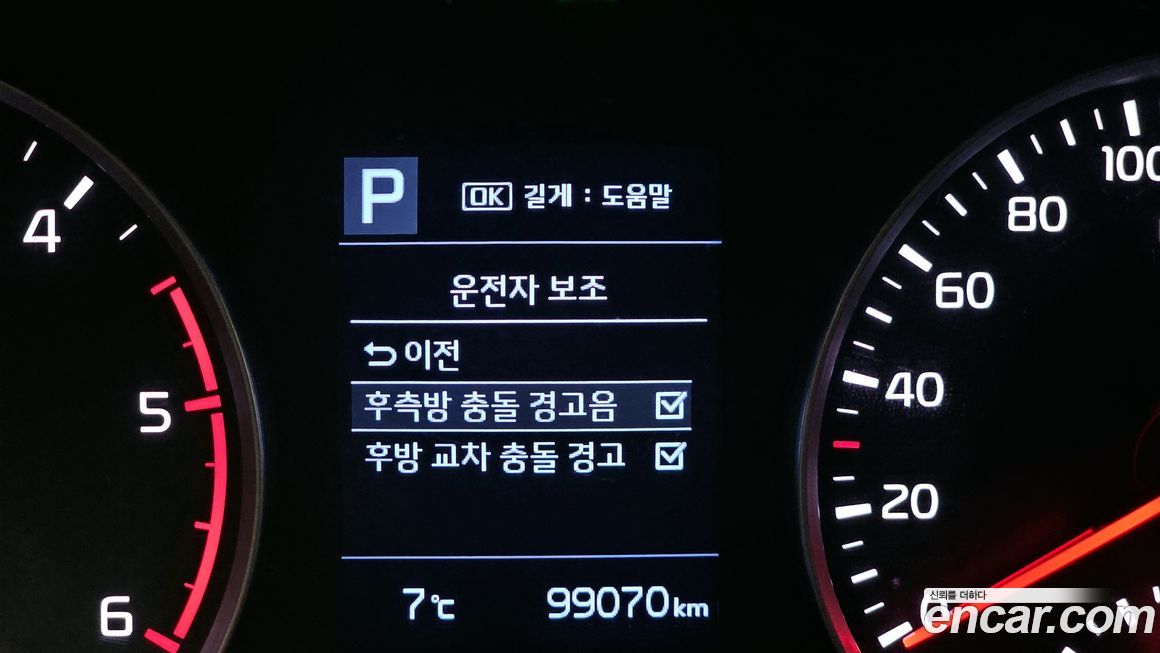 P
OK 길게 : 도움말
운전자 보조
이전
후측방 충돌 경고음
후방 교차 충돌 경고
7℃
99070km
4
5
6
100
80
60
40
20
0
신뢰를 더하다
encar.com